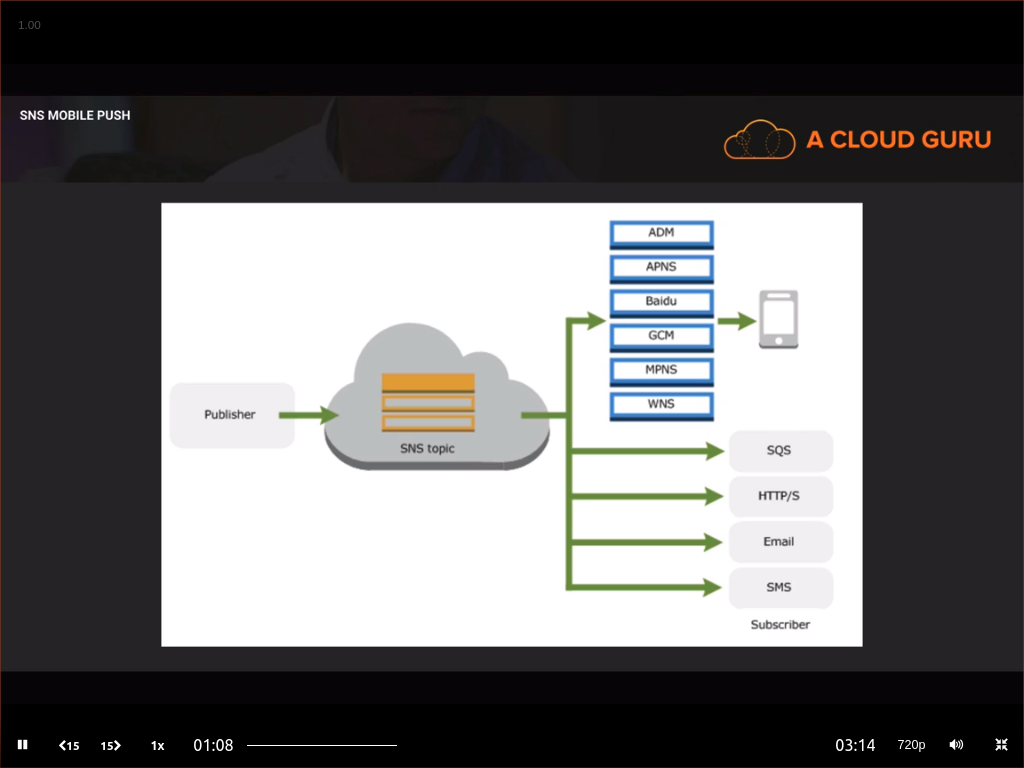 1.00
SNS MOBILE PUSH
A CLOUD GURU
ADM
APNS
Baidu
GCM
MPNS
WNS
Publisher
SNS topic
SQS
HTTP/S
Email
SMS
Subscriber
15 15 1x 01:08 03:14 720p